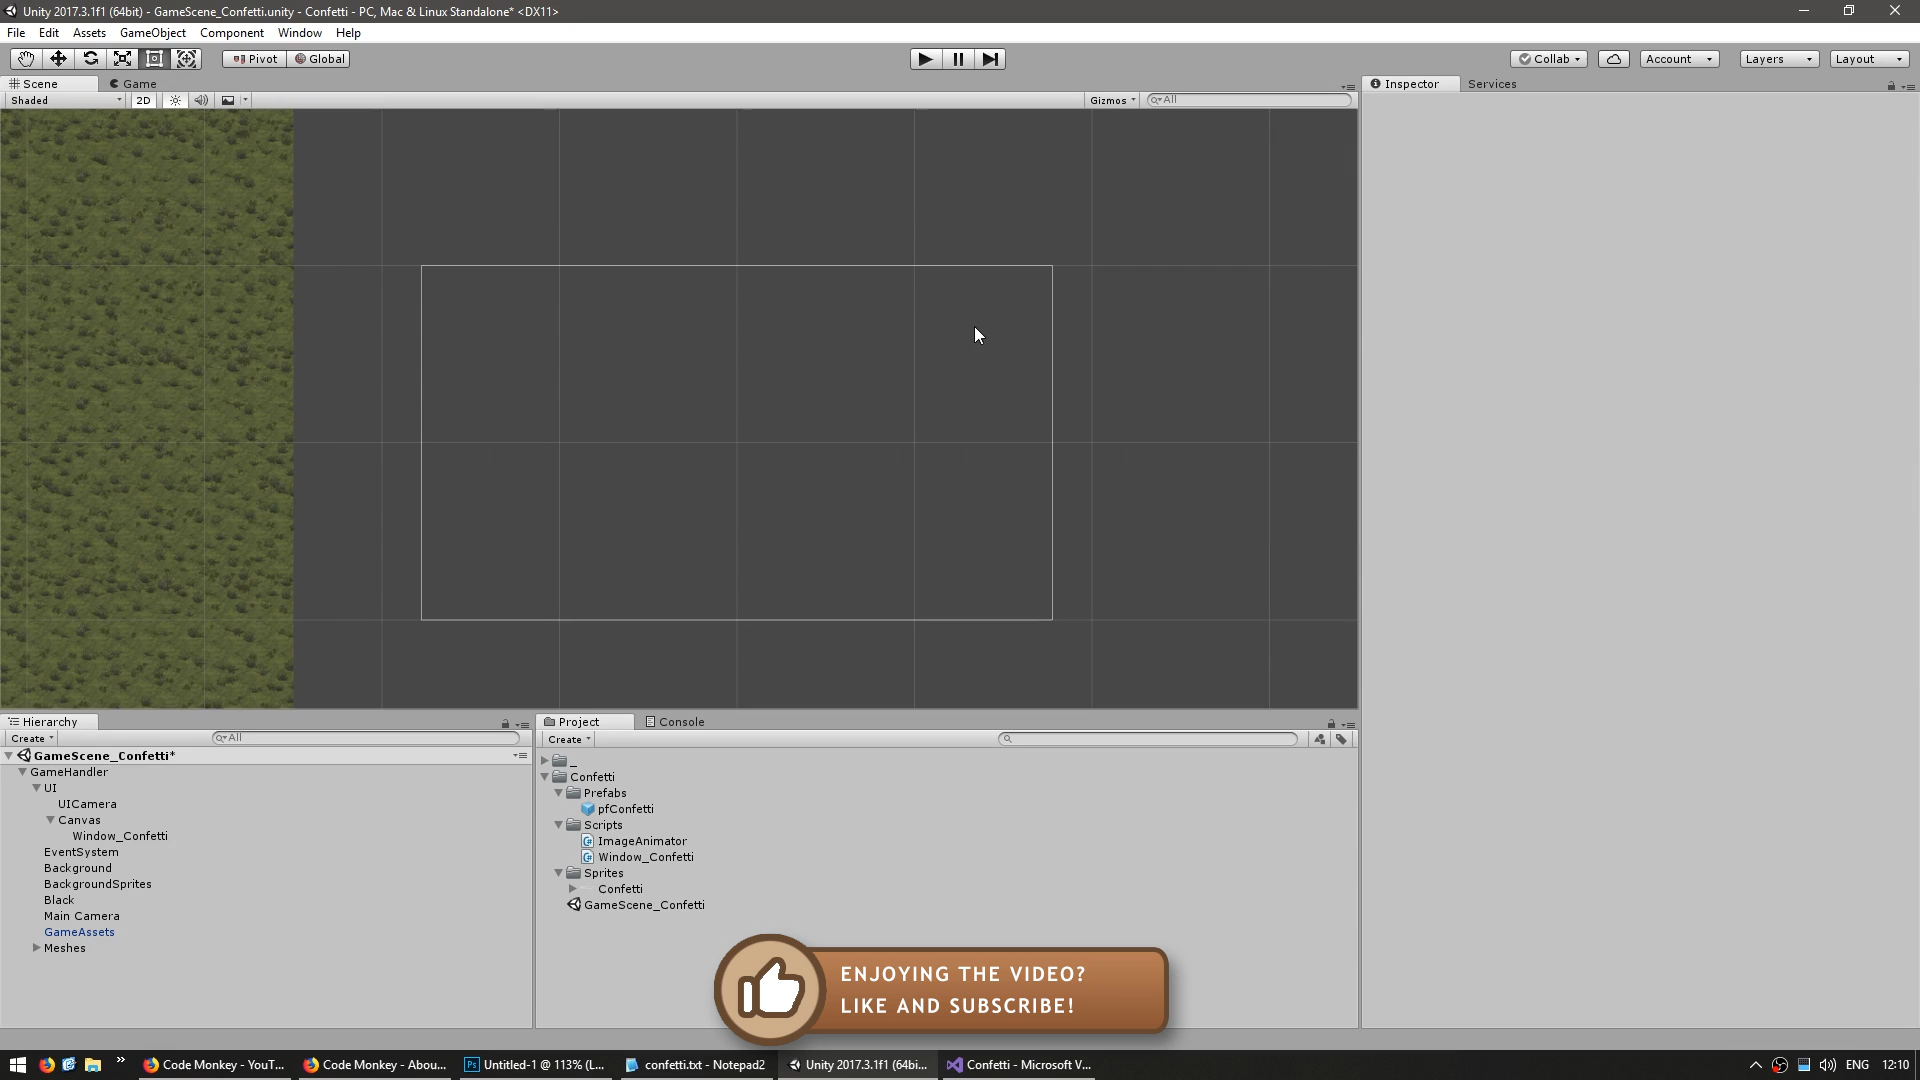 Unity 2017.3.1f1 (64bit) - GameScene_Confetti.unity - Confetti - PC, Mac & Linux Standalone* <DX11>
File Edit Assets GameObject Component Window Help
Pivot Global Collab Account Layers Layout
Scene Game Inspector Services
Shaded 2D Gizmos All
Hierarchy Project Console
Create All Create
GameScene_Confetti*
GameHandler
UI
UICamera
Canvas
Window_Confetti
EventSystem
Background
BackgroundSprites
Black
Main Camera
GameAssets
Meshes
_
Confetti
Prefabs
pfConfetti
Scripts
ImageAnimator
Window_Confetti
Sprites
Confetti
GameScene_Confetti
ENJOYING THE VIDEO?
LIKE AND SUBSCRIBE!
Code Monkey - YouT... Code Monkey - Abou... Ps Untitled-1 @ 113% (L... confetti.txt - Notepad2 Unity 2017.3.1f1 (64bi... Confetti - Microsoft V... ENG 12:10